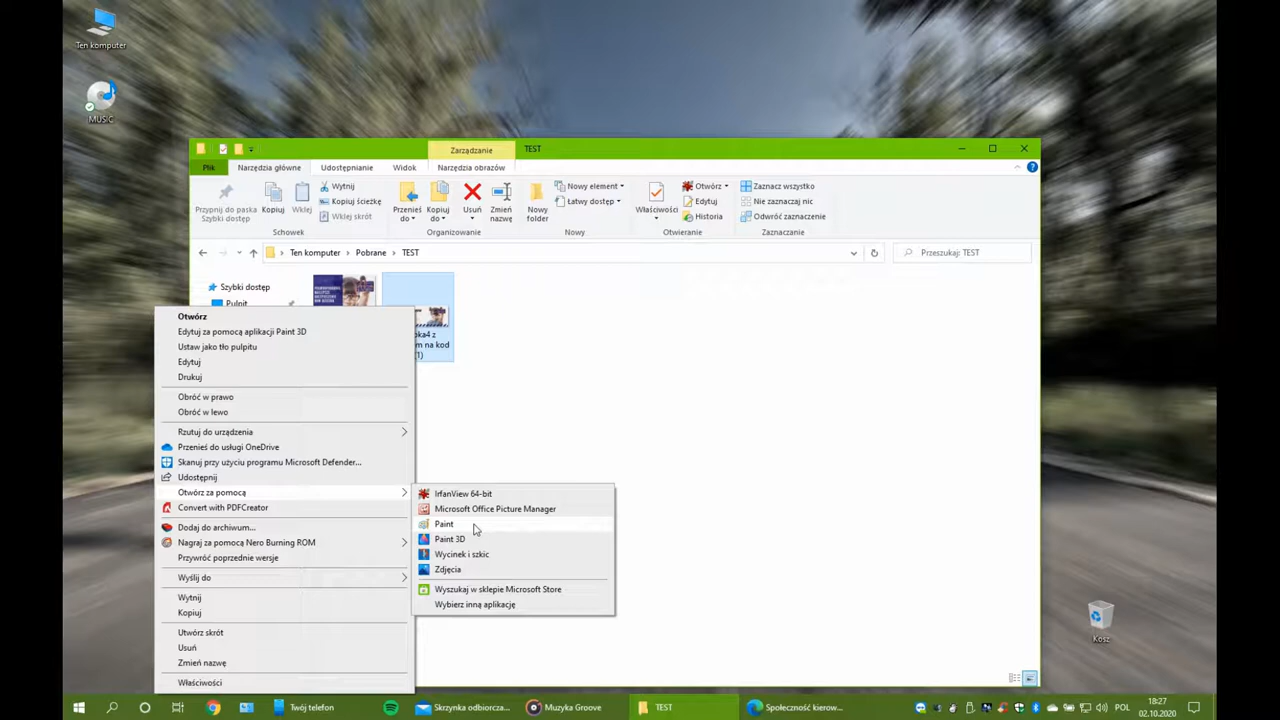 Ten komputer
MUSIC
Zarządzanie
TEST
Plik
Narzędzia główne
Udostępnianie
Widok
Narzędzia obrazów
Przypnij do paska
Szybki dostęp
Kopiuj
Wklej
Wytnij
Kopiuj ścieżkę
Wklej skrót
Schowek
Przenieś
do
Kopiuj
do
Usuń
Zmień
nazwę
Organizowanie
Nowy
folder
Nowy element
Łatwy dostęp
Nowy
Właściwości
Otwórz
Edytuj
Historia
Otwieranie
Zaznacz wszystko
Nie zaznaczaj nic
Odwróć zaznaczenie
Zaznaczanie
Ten komputer
Pobrane
TEST
Przeszukaj: TEST
Szybki dostęp
Pulpit
na kod
(1)
Otwórz
Edytuj za pomocą aplikacji Paint 3D
Ustaw jako tło pulpitu
Edytuj
Drukuj
Obróć w prawo
Obróć w lewo
Rzutuj do urządzenia
Przenieś do usługi OneDrive
Skanuj przy użyciu programu Microsoft Defender...
Udostępnij
Otwórz za pomocą
Convert with PDFCreator
Dodaj do archiwum...
Nagraj za pomocą Nero Burning ROM
Przywróć poprzednie wersje
Wyślij do
Wytnij
Kopiuj
Utwórz skrót
Usuń
Zmień nazwę
Właściwości
IrfanView 64-bit
Microsoft Office Picture Manager
Paint
Paint 3D
Wycinek i szkic
Zdjęcia
Wyszukaj w sklepie Microsoft Store
Wybierz inną aplikację
Kosz
Twój telefon
Skrzynka odbiorcza...
Muzyka Groove
TEST
Społeczność kierow...
POL
18:27
02.10.2020